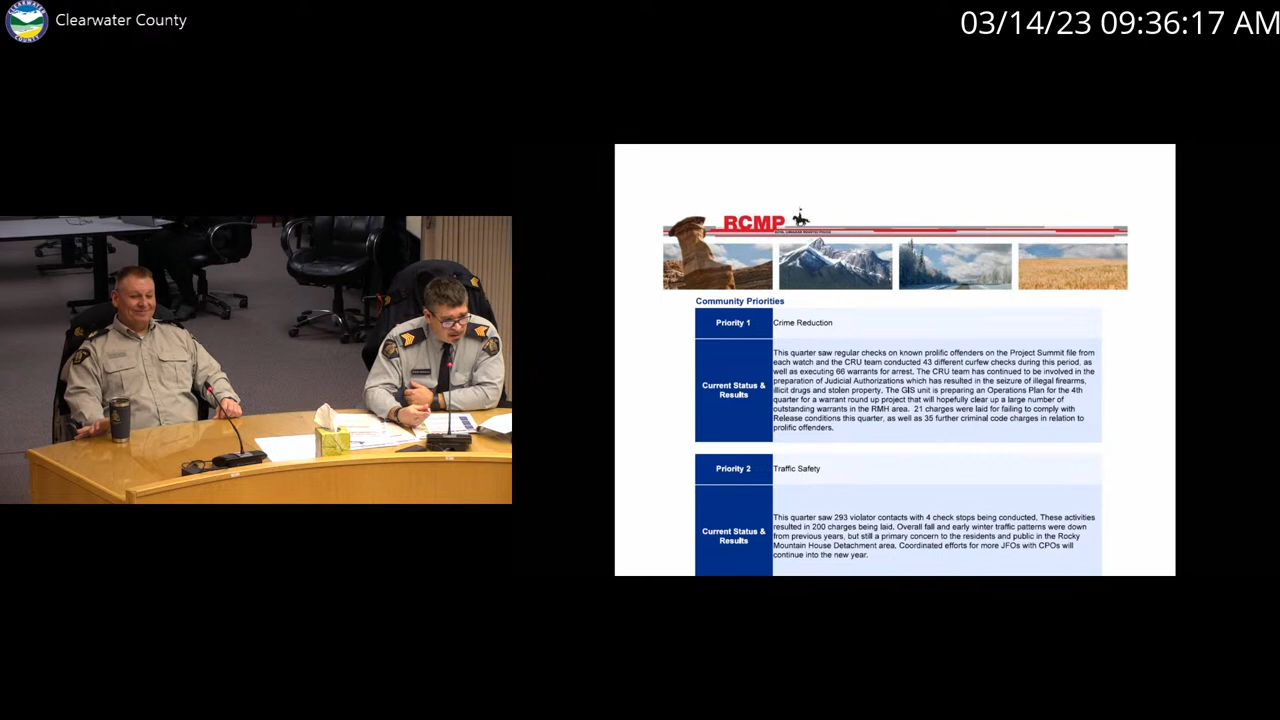 Clearwater County
03/14/23 09:36:17 AM
CLEARWATER
COUNTY
RCMP
Community Priorities
Priority 1
Crime Reduction
Current Status &
Results
This quarter saw regular checks on known prolific offenders on the Project Summit file from
each watch and the CRU team conducted 43 different curfew checks during this period, as
well as executing 66 warrants for arrest. The CRU team has continued to be involved in the
preparation of Judicial Authorizations which has resulted in the seizure of illegal firearms,
illicit drugs and stolen property. The GIS unit is preparing an Operations Plan for the 4th
quarter for a warrant round up project that will hopefully clear up a large number of
outstanding warrants in the RMH area. 21 charges were laid for failing to comply with
Release conditions this quarter, as well as 35 further criminal code charges in relation to
prolific offenders.
Priority 2
Traffic Safety
Current Status &
Results
This quarter saw 293 violator contacts with 4 check stops being conducted. These activities
resulted in 200 charges being laid. Overall fall and early winter traffic patterns were down
from previous years, but still a primary concern to the residents and public in the Rocky
Mountain House Detachment area. Coordinated efforts for more JFOs with CPOs will
continue into the new year.